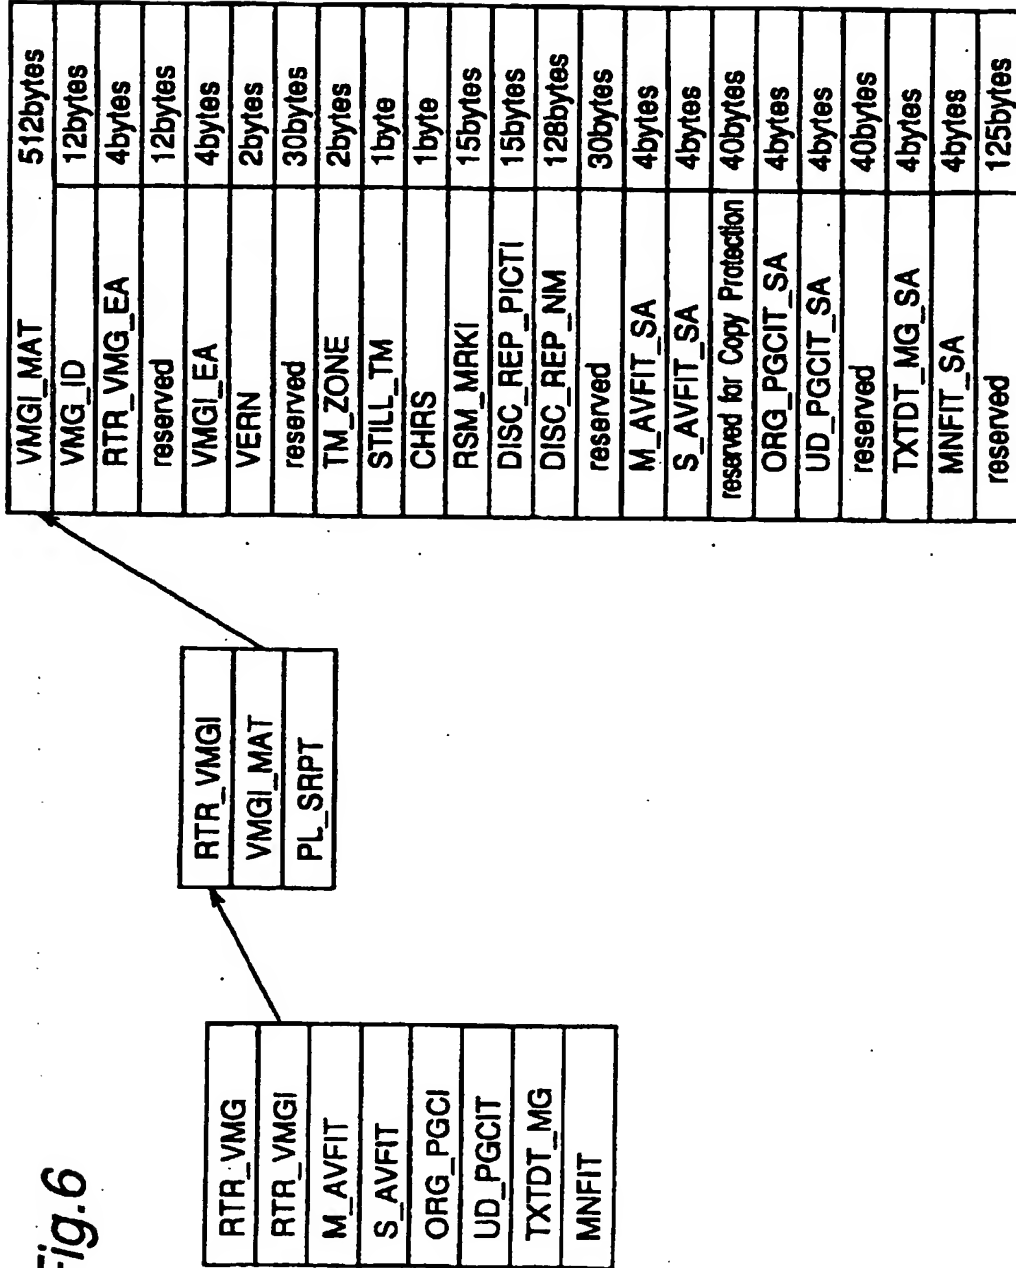 Fig.6
RTR_VMG
RTR_VMGI
M_AVFIT
S_AVFIT
ORG_PGCI
UD_PGCIT
TXTDT_MG
MNFIT
RTR_VMGI
VMGI_MAT
PL_SRPT
VMGI_MAT 512bytes
VMG_ID 12bytes
RTR_VMG_EA 4bytes
reserved 12bytes
VMGI_EA 4bytes
VERN 2bytes
reserved 30bytes
TM_ZONE 2bytes
STILL_TM 1byte
CHRS 1byte
RSM_MRKI 15bytes
DISC_REP_PICTI 15bytes
DISC_REP_NM 128bytes
reserved 30bytes
M_AVFIT_SA 4bytes
S_AVFIT_SA 4bytes
reserved for Copy Protection 40bytes
ORG_PGCIT_SA 4bytes
UD_PGCIT_SA 4bytes
reserved 40bytes
TXTDT_MG_SA 4bytes
MNFIT_SA 4bytes
reserved 125bytes